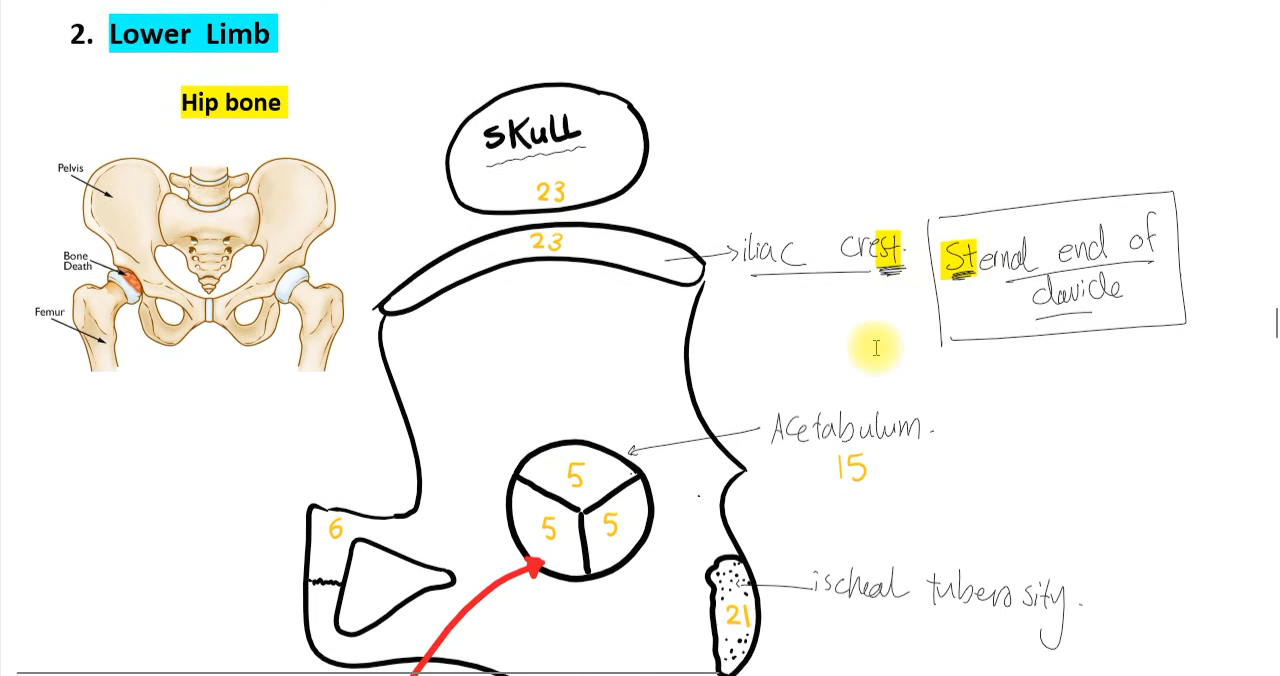 2. Lower Limb
Hip bone
Pelvis
Bone
Death
Femur
SKULL
23
23
iliac crest.
Sternal end of
clavicle
Acetabulum.
15
5
5 5
6
ischeal tuberosity.
21